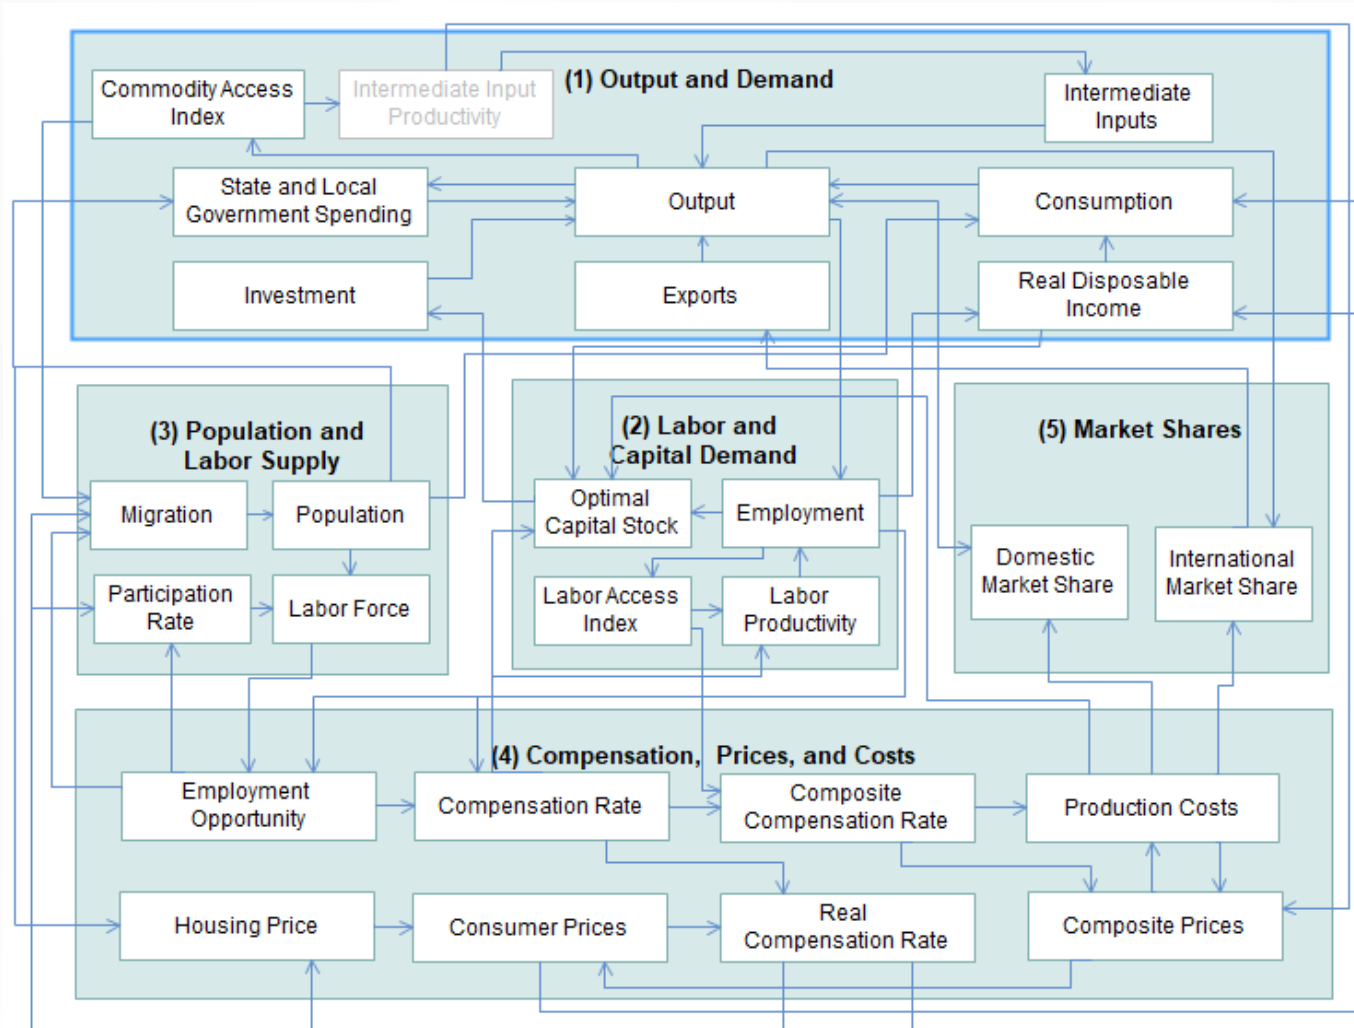 (1) Output and Demand
Commodity Access
Index
Intermediate Input
Productivity
Intermediate
Inputs
State and Local
Government Spending
Output
Consumption
Investment
Exports
Real Disposable
Income
(3) Population and
Labor Supply
Migration
Population
Participation
Rate
Labor Force
(2) Labor and
Capital Demand
Optimal
Capital Stock
Employment
Labor Access
Index
Labor
Productivity
(5) Market Shares
Domestic
Market Share
International
Market Share
(4) Compensation, Prices, and Costs
Employment
Opportunity
Compensation Rate
Composite
Compensation Rate
Production Costs
Housing Price
Consumer Prices
Real
Compensation Rate
Composite Prices